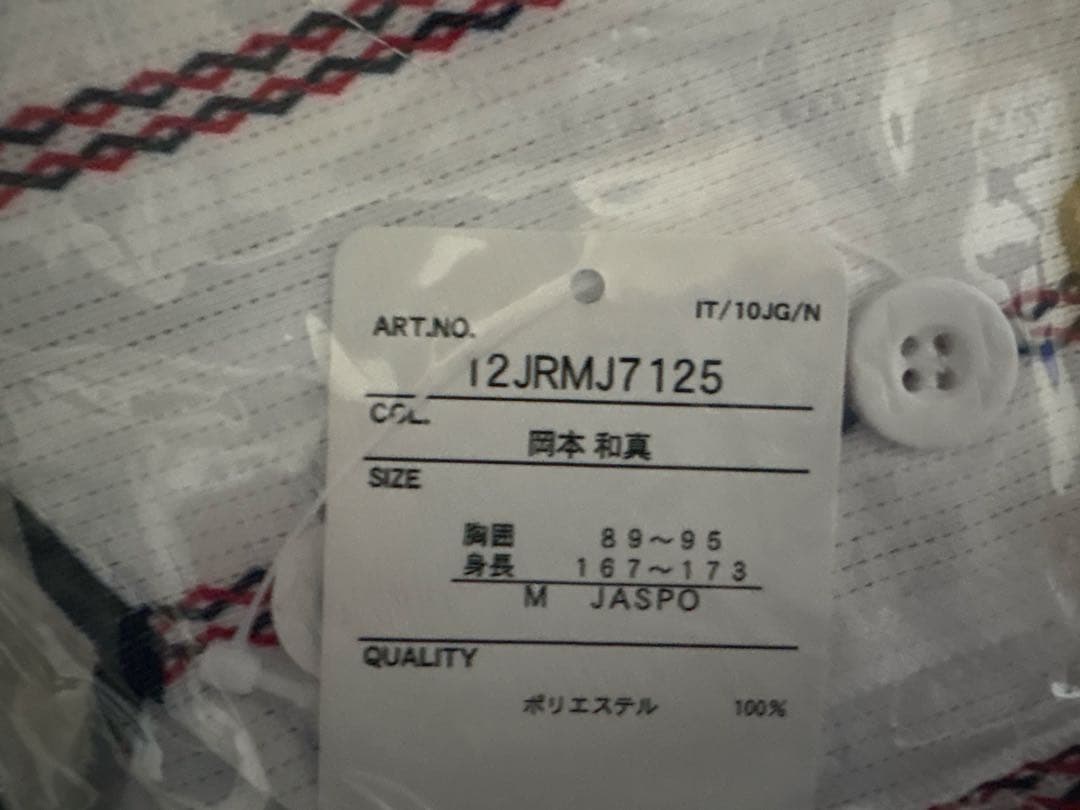 IT/10JG/N
ART.NO.
12JRMJ7125
COL.
岡本 和真
SIZE
胸囲 89～95
身長 167～173
M JASPO
QUALITY
ポリエステル 100%